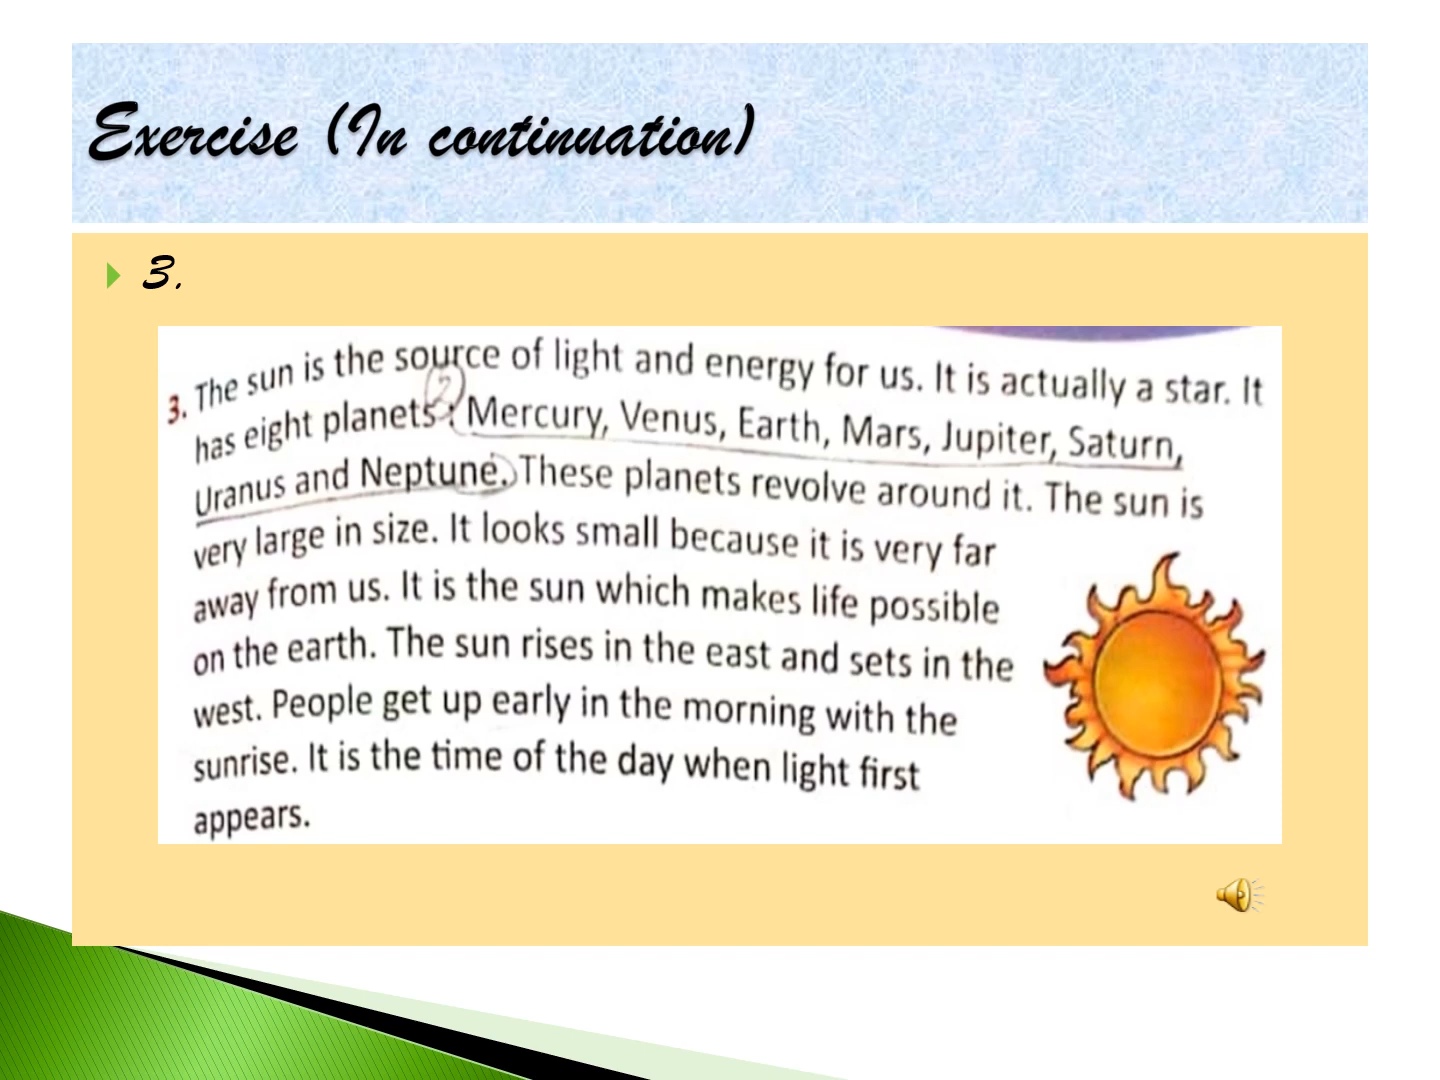 Exercise (In continuation)
3.
3. The sun is the source of light and energy for us. It is actually a star. It
has eight planets : Mercury, Venus, Earth, Mars, Jupiter, Saturn,
Uranus and Neptune. These planets revolve around it. The sun is
very large in size. It looks small because it is very far
away from us. It is the sun which makes life possible
on the earth. The sun rises in the east and sets in the
west. People get up early in the morning with the
sunrise. It is the time of the day when light first
appears.